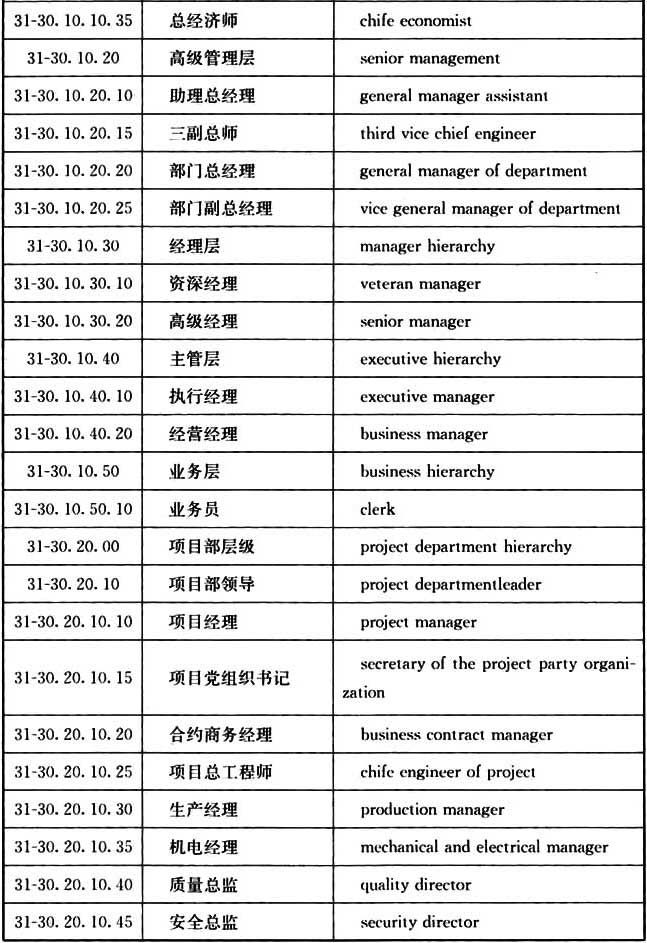 31-30.10.10.35 总经济师 chife economist
31-30.10.20 高级管理层 senior management
31-30.10.20.10 助理总经理 general manager assistant
31-30.10.20.15 三副总师 third vice chief engineer
31-30.10.20.20 部门总经理 general manager of department
31-30.10.20.25 部门副总经理 vice general manager of department
31-30.10.30 经理层 manager hierarchy
31-30.10.30.10 资深经理 veteran manager
31-30.10.30.20 高级经理 senior manager
31-30.10.40 主管层 executive hierarchy
31-30.10.40.10 执行经理 executive manager
31-30.10.40.20 经营经理 business manager
31-30.10.50 业务层 business hierarchy
31-30.10.50.10 业务员 clerk
31-30.20.00 项目部层级 project department hierarchy
31-30.20.10 项目部领导 project departmentleader
31-30.20.10.10 项目经理 project manager
31-30.20.10.15 项目党组织书记 secretary of the project party organi-
zation
31-30.20.10.20 合约商务经理 business contract manager
31-30.20.10.25 项目总工程师 chife engineer of project
31-30.20.10.30 生产经理 production manager
31-30.20.10.35 机电经理 mechanical and electrical manager
31-30.20.10.40 质量总监 quality director
31-30.20.10.45 安全总监 security director